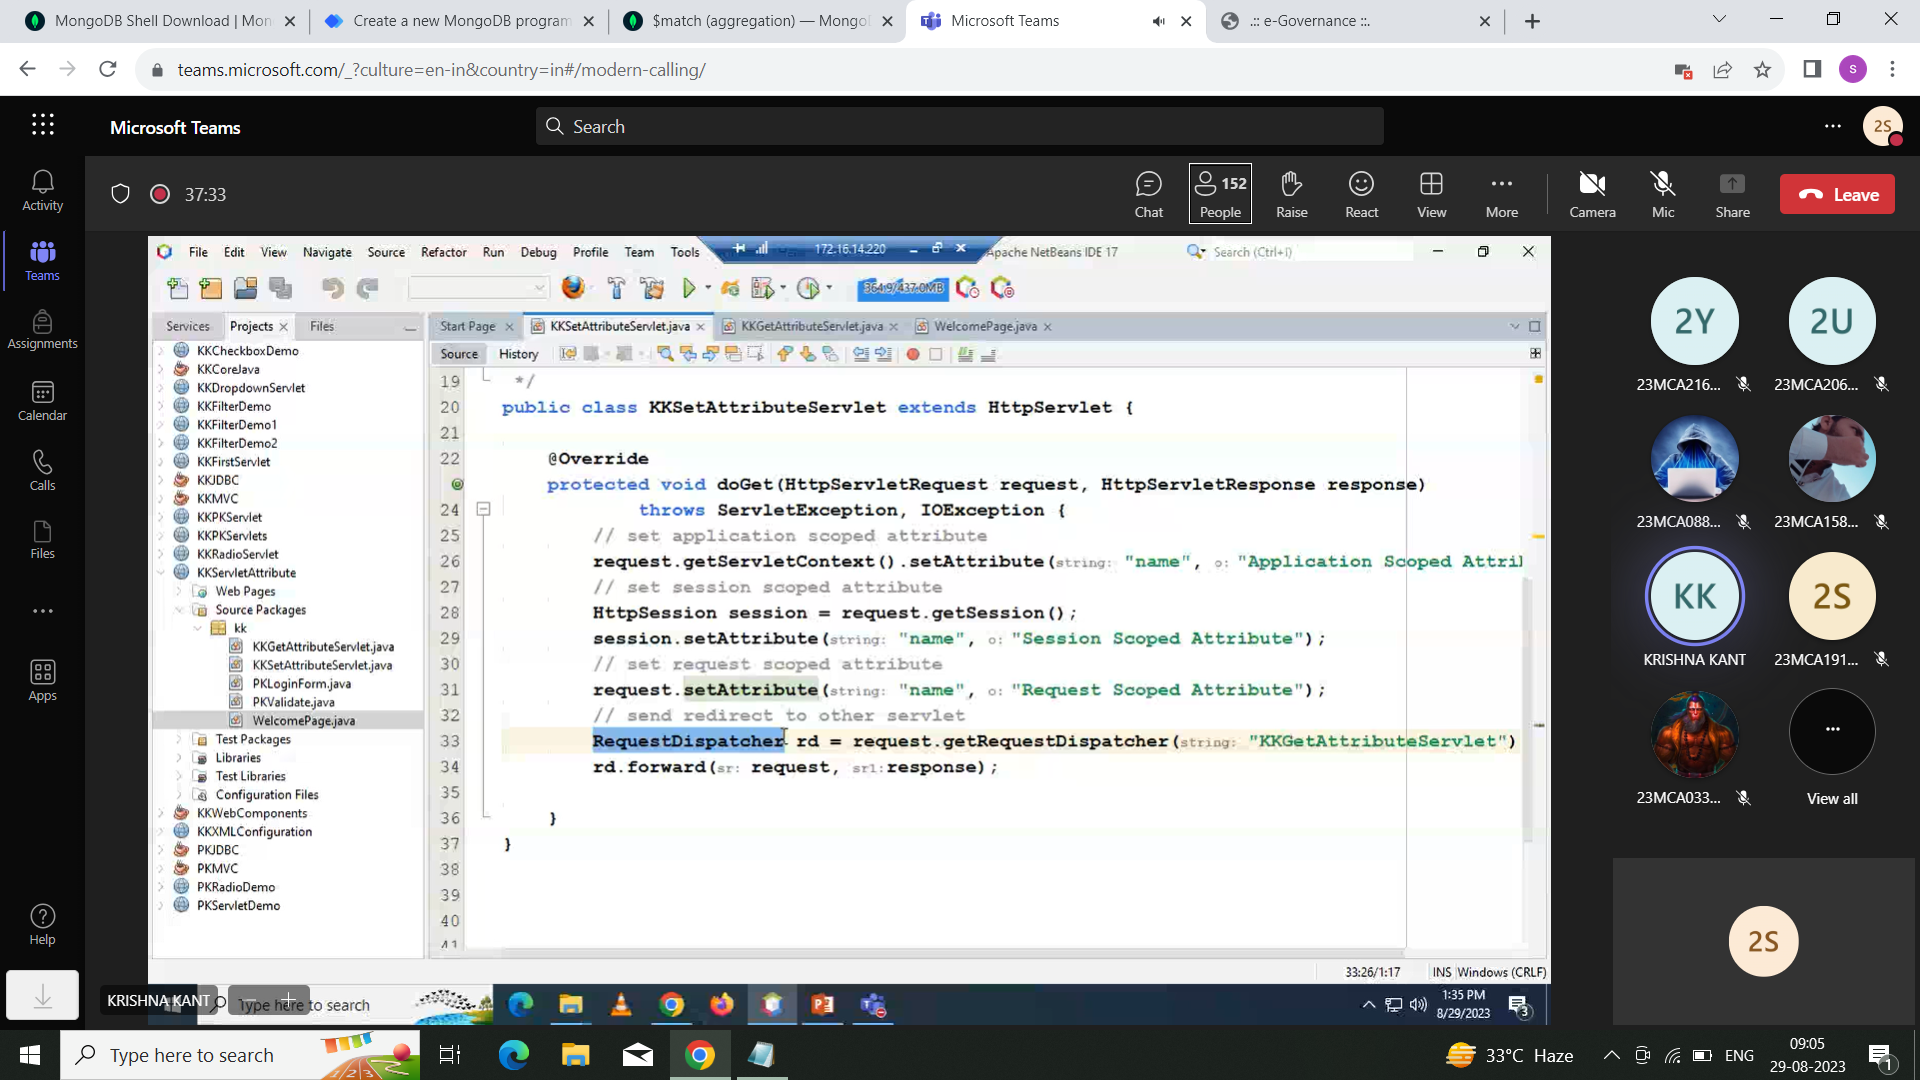 MongoDB Shell Download | Mon
Create a new MongoDB program
$match (aggregation) — MongoD
Microsoft Teams
.:: e-Governance ::.
teams.microsoft.com/_?culture=en-in&country=in#/modern-calling/
S
Microsoft Teams
Search
2S
37:33
Chat
152
People
Raise
React
View
More
Camera
Mic
Share
Leave
Activity
Teams
Assignments
Calendar
Calls
Files
Apps
Help
File Edit View Navigate Source Refactor Run Debug Profile Team Tools
172.16.14.220
Apache NetBeans IDE 17
Search (Ctrl+I)
364.9/437.0MB
Services
Projects
Files
Start Page
KKSetAttributeServlet.java
KKGetAttributeServlet.java
WelcomePage.java
Source
History
KKCheckboxDemo
KKCoreJava
KKDropdownServlet
KKFilterDemo
KKFilterDemo1
KKFilterDemo2
KKFirstServlet
KKJDBC
KKMVC
KKPKServlet
KKPKServlets
KKRadioServlet
KKServletAttribute
Web Pages
Source Packages
kk
KKGetAttributeServlet.java
KKSetAttributeServlet.java
PKLoginForm.java
PKValidate.java
WelcomePage.java
Test Packages
Libraries
Test Libraries
Configuration Files
KKWebComponents
KKXMLConfiguration
PKJDBC
PKMVC
PKRadioDemo
PKServletDemo
19 */
20 public class KKSetAttributeServlet extends HttpServlet {
21
22 @Override
protected void doGet(HttpServletRequest request, HttpServletResponse response)
24 throws ServletException, IOException {
25 // set application scoped attribute
26 request.getServletContext().setAttribute(string: "name", o: "Application Scoped Attri
27 // set session scoped attribute
28 HttpSession session = request.getSession();
29 session.setAttribute(string: "name", o: "Session Scoped Attribute");
30 // set request scoped attribute
31 request.setAttribute(string: "name", o: "Request Scoped Attribute");
32 // send redirect to other servlet
33 RequestDispatcher rd = request.getRequestDispatcher(string: "KKGetAttributeServlet")
34 rd.forward(sr: request, sr1:response);
35
36 }
37 }
38
39
40
41
33:26/1:17
INS
Windows (CRLF)
KRISHNA KANT
Type here to search
1:35 PM
8/29/2023
3
2Y
23MCA216...
2U
23MCA206...
23MCA088...
23MCA158...
KK
KRISHNA KANT
2S
23MCA191...
23MCA033...
View all
2S
Type here to search
33°C Haze
ENG
09:05
29-08-2023
1